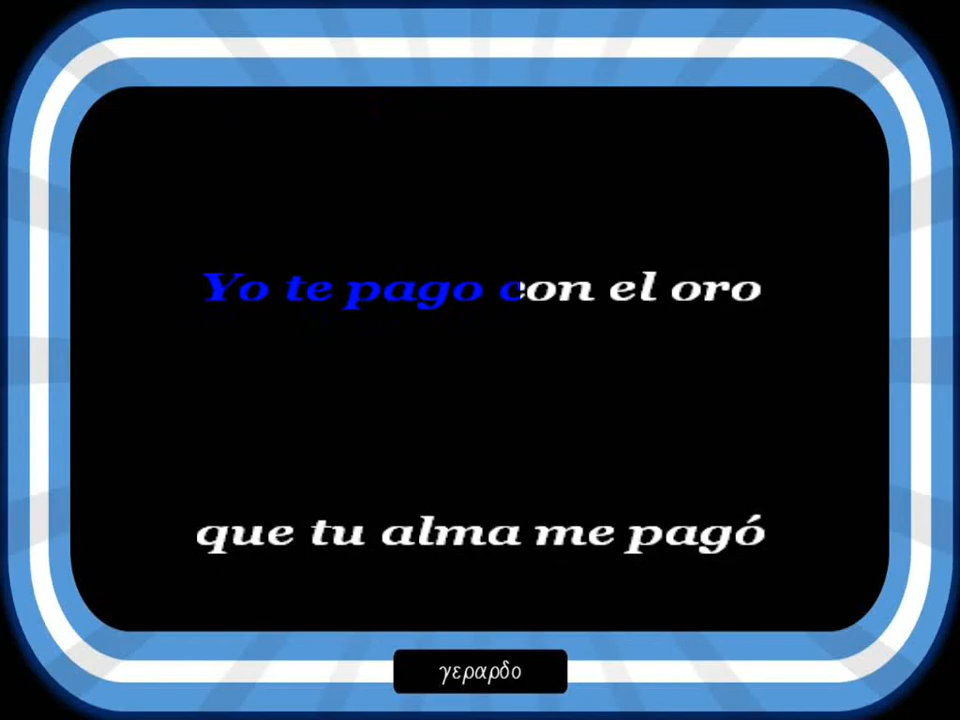 Yo te pago con el oro
que tu alma me pagó
γεραρδο